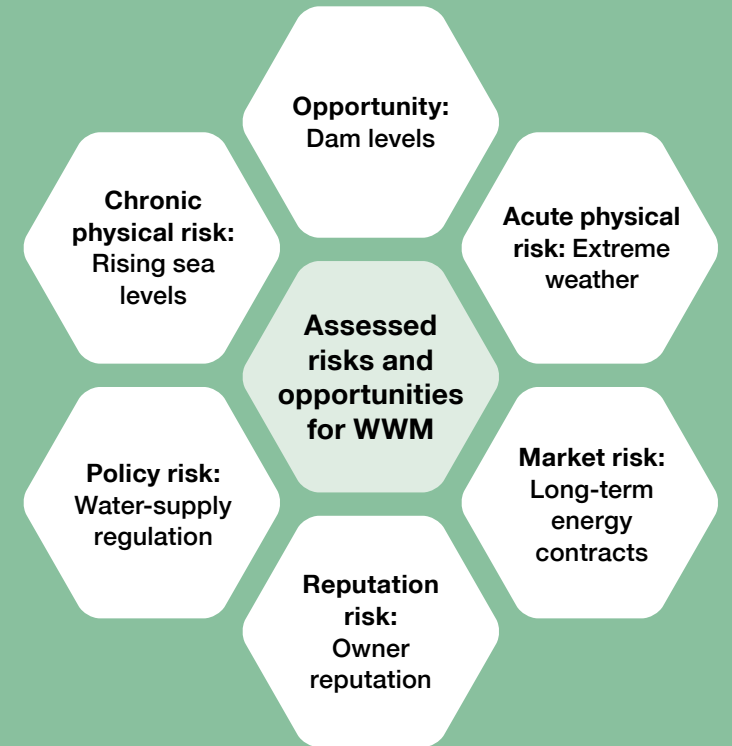 Opportunity:
Dam levels
Chronic
physical risk:
Rising sea
levels
Acute physical
risk: Extreme
weather
Assessed
risks and
opportunities
for WWM
Policy risk:
Water-supply
regulation
Market risk:
Long-term
energy
contracts
Reputation
risk:
Owner
reputation